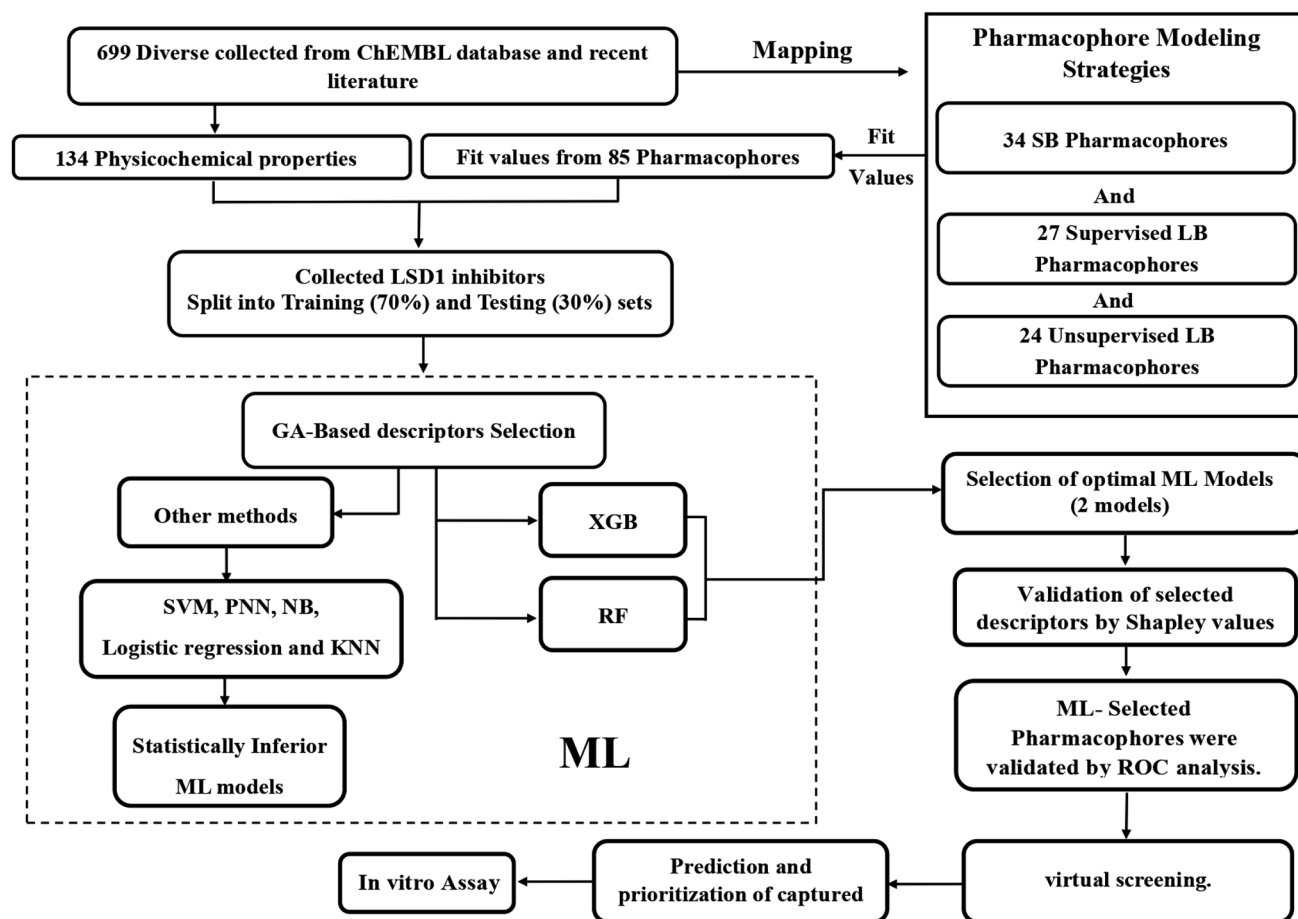 699 Diverse collected from ChEMBL database and recent
literature
Mapping
Pharmacophore Modeling
Strategies
34 SB Pharmacophores
And
27 Supervised LB
Pharmacophores
And
24 Unsupervised LB
Pharmacophores
134 Physicochemical properties
Fit values from 85 Pharmacophores
Fit
Values
Collected LSD1 inhibitors
Split into Training (70%) and Testing (30%) sets
GA-Based descriptors Selection
Other methods
XGB
SVM, PNN, NB,
Logistic regression and KNN
RF
Statistically Inferior
ML models
ML
Selection of optimal ML Models
(2 models)
Validation of selected
descriptors by Shapley values
ML- Selected
Pharmacophores were
validated by ROC analysis.
virtual screening.
Prediction and
prioritization of captured
In vitro Assay